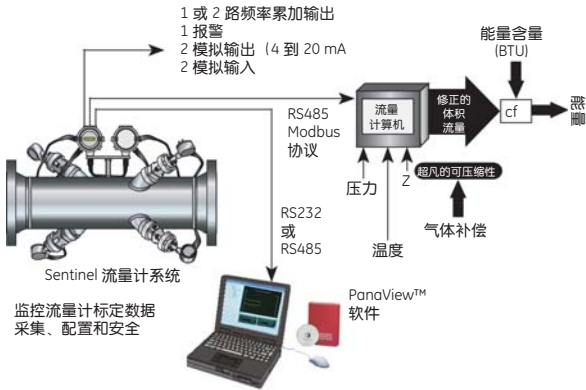 1 或 2 路频率累加输出
1 报警
2 模拟输出 (4 到 20 mA
2 模拟输入
能量含量
(BTU)
RS485
Modbus
协议
流量
计算机
修正的
体积
流量
cf
能量
压力
温度
Z
超凡的可压缩性
气体补偿
RS232
或
RS485
Sentinel 流量计系统
监控流量计标定数据
采集、配置和安全
PanaView™
软件